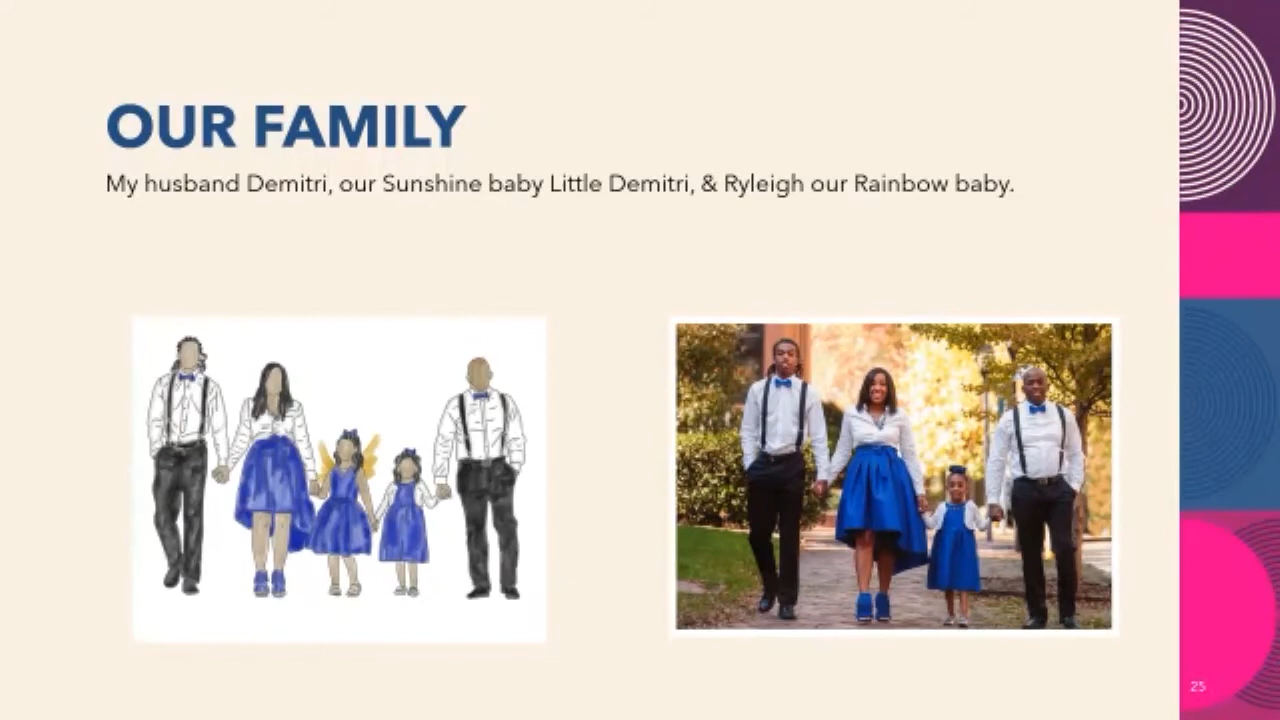 OUR FAMILY
My husband Demitri, our Sunshine baby Little Demitri, & Ryleigh our Rainbow baby.
25